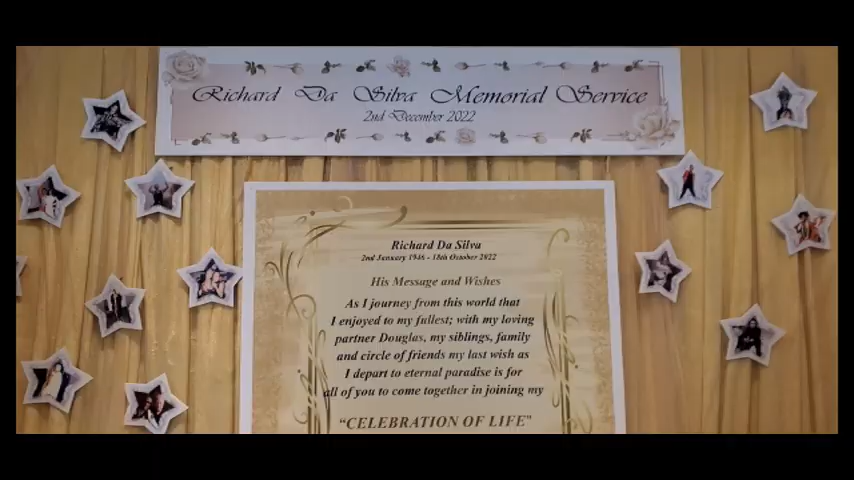 Richard Da Silva Memorial Service
2nd December 2022
Richard Da Silva
2nd January 1946 - 18th October 2022
His Message and Wishes
As I journey from this world that
I enjoyed to my fullest; with my loving
partner Douglas, my siblings, family
and circle of friends my last wish as
I depart to eternal paradise is for
all of you to come together in joining my
"CELEBRATION OF LIFE"